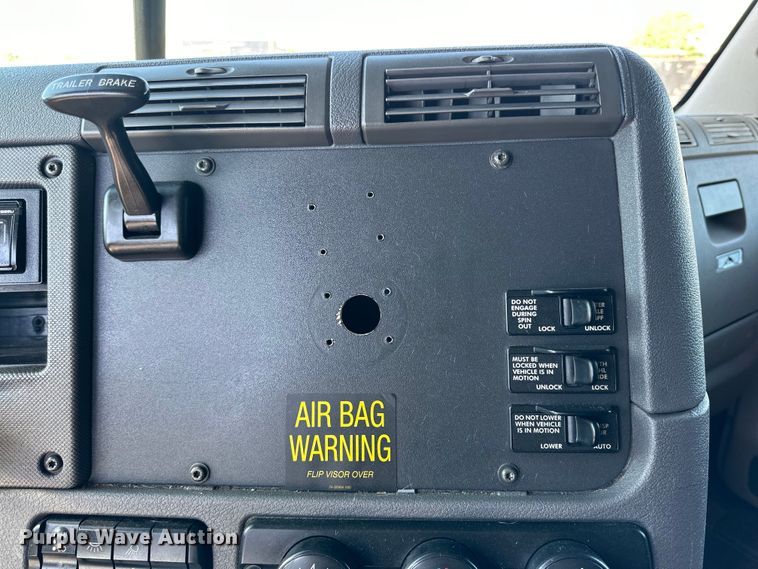 TRAILER BRAKE
DO NOT
ENGAGE
DURING
SPIN
OUT
LOCK
UNLOCK
MUST BE
LOCKED WHEN
VEHICLE IS IN
MOTION
UNLOCK
LOCK
DO NOT LOWER
WHEN VEHICLE
IS IN MOTION
LOWER
AUTO
AIR BAG
WARNING
FLIP VISOR OVER
Purple Wave Auction